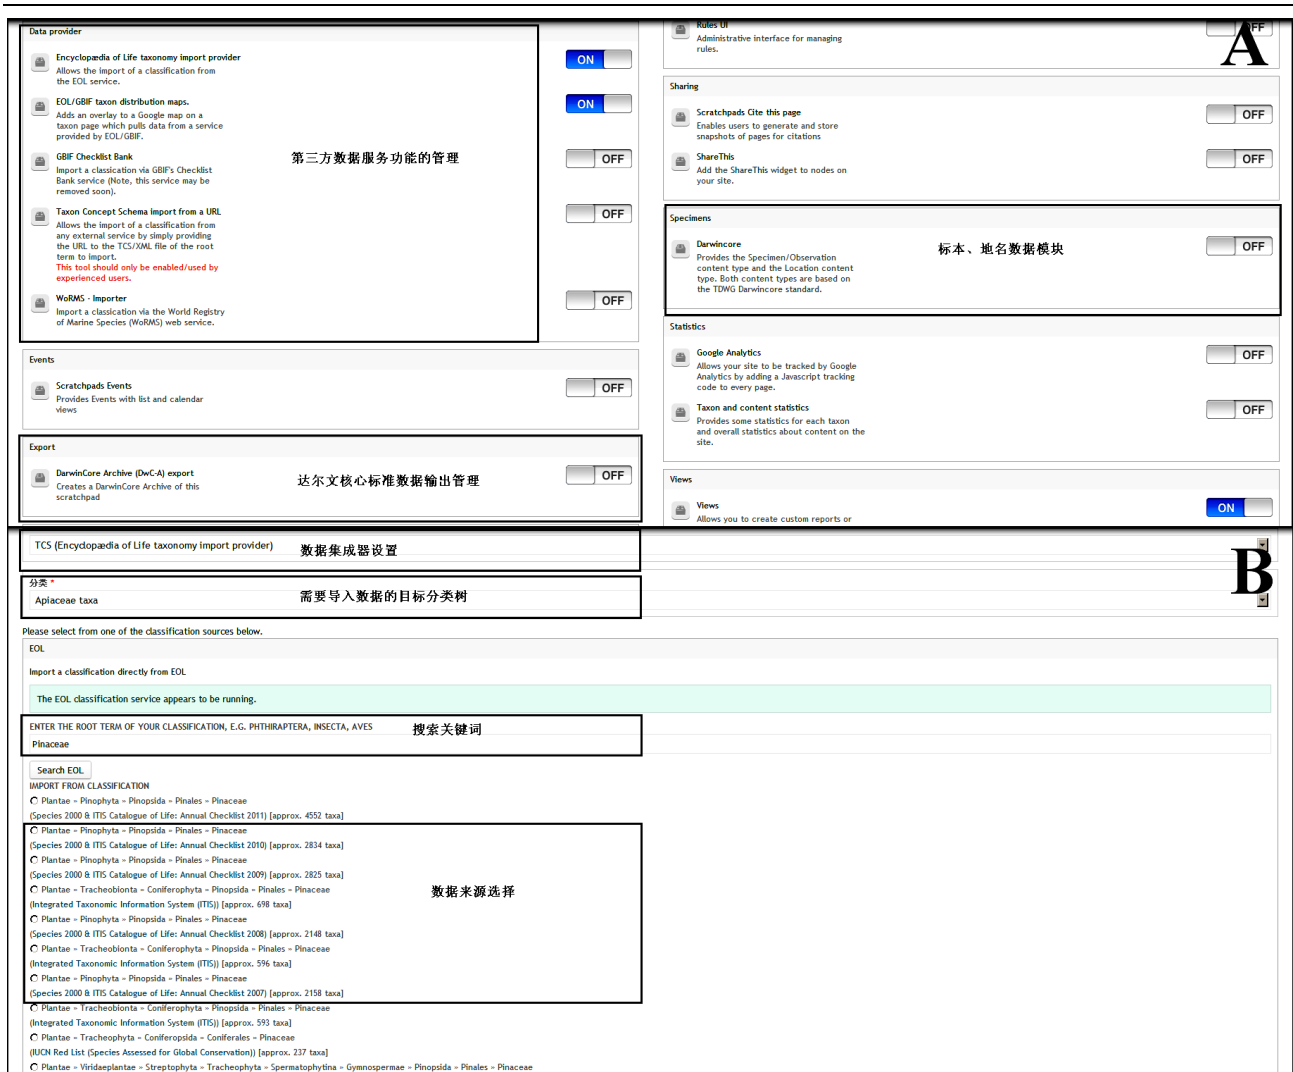 Data provider
Encyclopædia of Life taxonomy import provider
Allows the import of a classification from
the EOL service.
ON
EOL/GBIF taxon distribution maps.
Adds an overlay to a Google map on a
taxon page which pulls data from a service
provided by EOL/GBIF.
ON
GBIF Checklist Bank
Import a classication via GBIF's Checklist
Bank service (Note, this service may be
removed soon).
OFF
第三方数据服务功能的管理
Taxon Concept Schema import from a URL
Allows the import of a classification from
any external service by simply providing
the URL to the TCS/XML file of the root
term to import.
This tool should only be enabled/used by
experienced users.
OFF
WoRMS - Importer
Import a classication via the World Registry
of Marine Species (WoRMS) web service.
OFF
Events
Scratchpads Events
Provides Events with list and calendar
views
OFF
Export
DarwinCore Archive (DwC-A) export
Creates a DarwinCore Archive of this
scratchpad
达尔文核心标准数据输出管理
OFF
Rules UI
Administrative interface for managing
rules.
OFF
A
Sharing
Scratchpads Cite this page
Enables users to generate and store
snapshots of pages for citations
OFF
ShareThis
Add the ShareThis widget to nodes on
your site.
OFF
Specimens
Darwincore
Provides the Specimen/Observation
content type and the Location content
type. Both content types are based on
the TDWG Darwincore standard.
标本、地名数据模块
OFF
Statistics
Google Analytics
Allows your site to be tracked by Google
Analytics by adding a Javascript tracking
code to every page.
OFF
Taxon and content statistics
Provides some statistics for each taxon
and overall statistics about content on the
site.
OFF
Views
Views
Allows you to create custom reports or
ON
TCS (Encyclopædia of Life taxonomy import provider)
数据集成器设置
B
分类 *
Apiaceae taxa
需要导入数据的目标分类树
Please select from one of the classification sources below.
EOL
Import a classification directly from EOL
The EOL classification service appears to be running.
ENTER THE ROOT TERM OF YOUR CLASSIFICATION, E.G. PHTHIRAPTERA, INSECTA, AVES
搜索关键词
Pinaceae
Search EOL
IMPORT FROM CLASSIFICATION
Plantae » Pinophyta » Pinopsida » Pinales » Pinaceae
(Species 2000 & ITIS Catalogue of Life: Annual Checklist 2011) [approx. 4552 taxa]
Plantae » Pinophyta » Pinopsida » Pinales » Pinaceae
(Species 2000 & ITIS Catalogue of Life: Annual Checklist 2010) [approx. 2834 taxa]
Plantae » Pinophyta » Pinopsida » Pinales » Pinaceae
(Species 2000 & ITIS Catalogue of Life: Annual Checklist 2009) [approx. 2825 taxa]
Plantae » Tracheobionta » Coniferophyta » Pinopsida » Pinales » Pinaceae
数据来源选择
(Integrated Taxonomic Information System (ITIS)) [approx. 698 taxa]
Plantae » Pinophyta » Pinopsida » Pinales » Pinaceae
(Species 2000 & ITIS Catalogue of Life: Annual Checklist 2008) [approx. 2148 taxa]
Plantae » Tracheobionta » Coniferophyta » Pinopsida » Pinales » Pinaceae
(Integrated Taxonomic Information System (ITIS)) [approx. 596 taxa]
Plantae » Pinophyta » Pinopsida » Pinales » Pinaceae
(Species 2000 & ITIS Catalogue of Life: Annual Checklist 2007) [approx. 2158 taxa]
Plantae » Tracheobionta » Coniferophyta » Pinopsida » Pinales » Pinaceae
(Integrated Taxonomic Information System (ITIS)) [approx. 593 taxa]
Plantae » Tracheophyta » Coniferopsida » Coniferales » Pinaceae
(IUCN Red List (Species Assessed for Global Conservation)) [approx. 237 taxa]
Plantae » Viridaeplantae » Streptophyta » Tracheophyta » Spermatophytina » Gymnospermae » Pinopsida » Pinales » Pinaceae